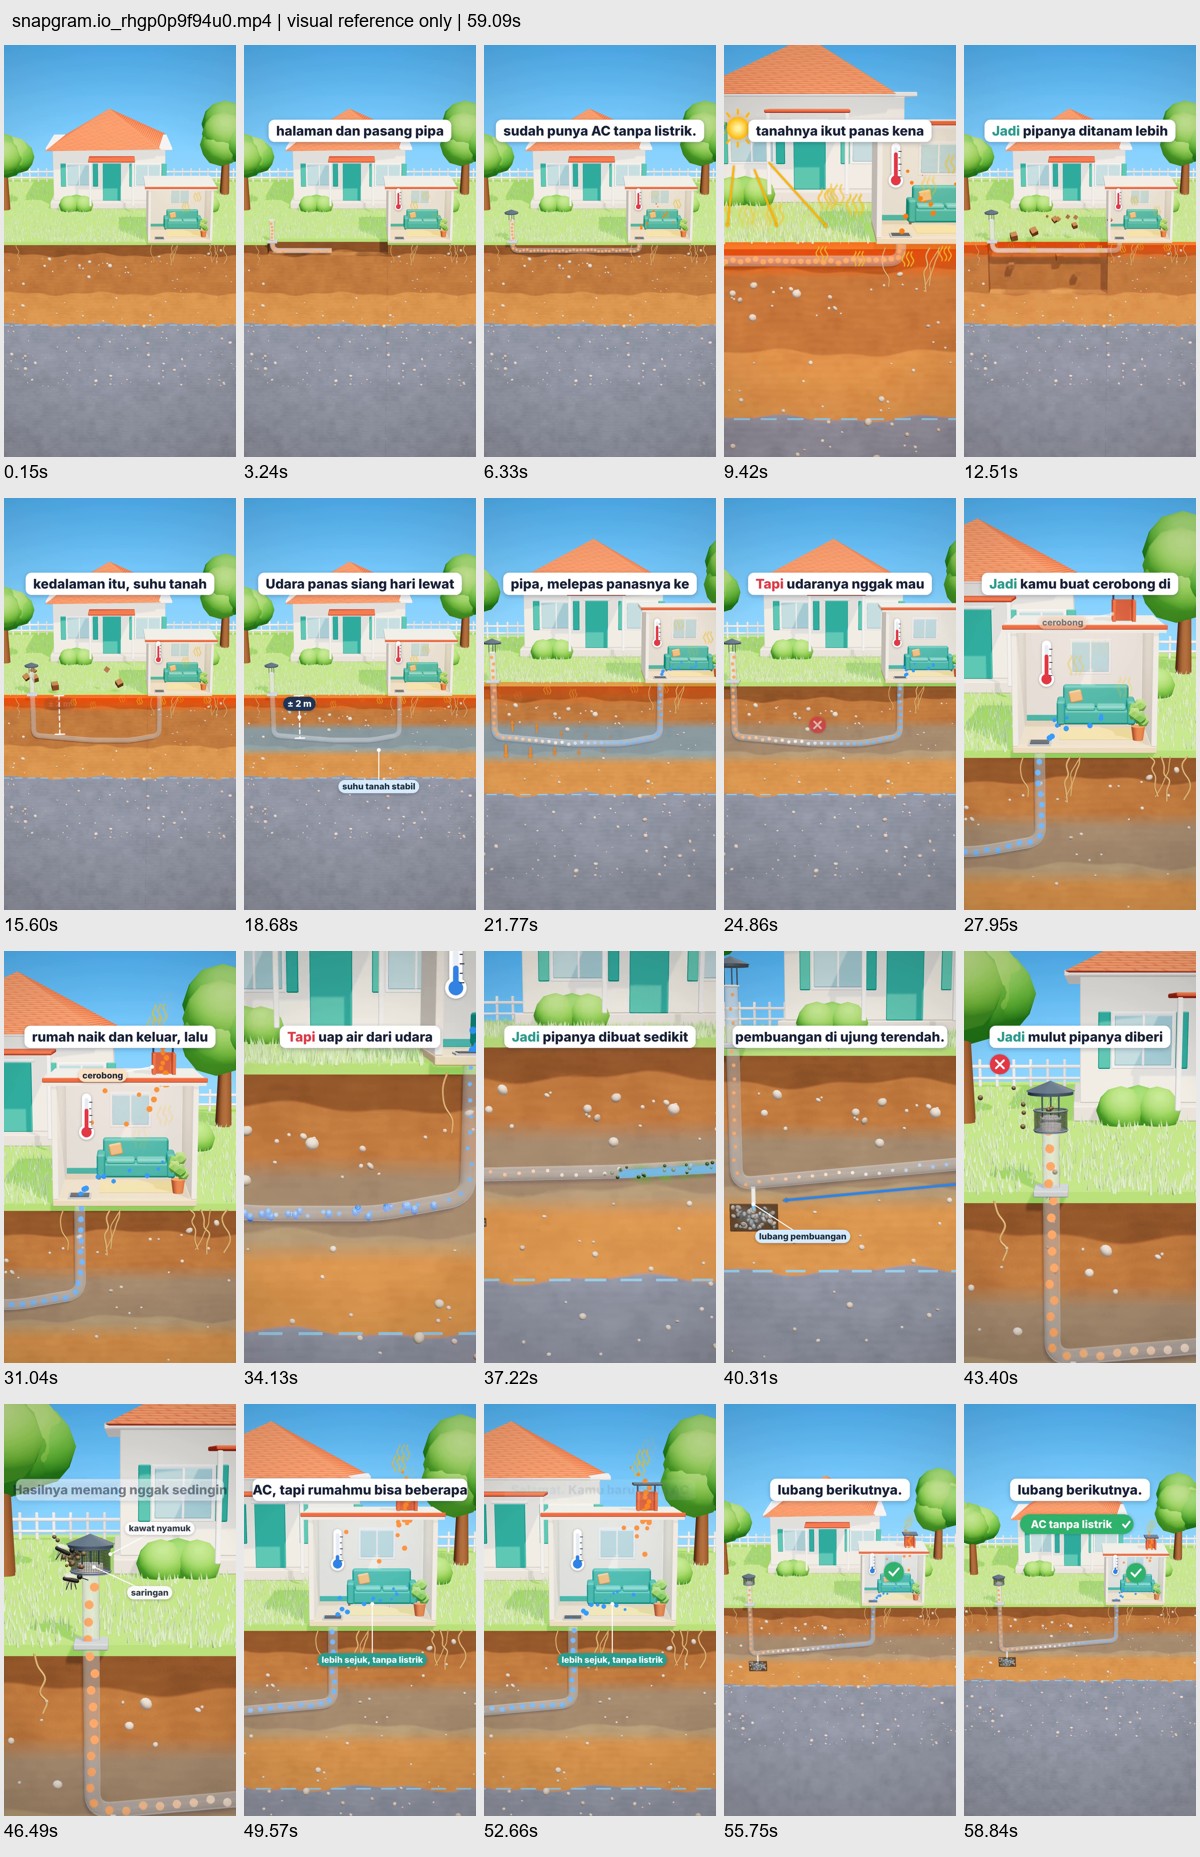 snapgram.io_rhgp0p9f94u0.mp4 | visual reference only | 59.09s
halaman dan pasang pipa
sudah punya AC tanpa listrik.
tanahnya ikut panas kena
Jadi pipanya ditanam lebih
0.15s
3.24s
6.33s
9.42s
12.51s
kedalaman itu, suhu tanah
Udara panas siang hari lewat
± 2 m
suhu tanah stabil
pipa, melepas panasnya ke
Tapi udaranya nggak mau
Jadi kamu buat cerobong di
cerobong
15.60s
18.68s
21.77s
24.86s
27.95s
rumah naik dan keluar, lalu
cerobong
Tapi uap air dari udara
Jadi pipanya dibuat sedikit
pembuangan di ujung terendah.
lubang pembuangan
Jadi mulut pipanya diberi
31.04s
34.13s
37.22s
40.31s
43.40s
Hasilnya memang nggak sedingin
kawat nyamuk
saringan
AC, tapi rumahmu bisa beberapa
lebih sejuk, tanpa listrik
lebih sejuk, tanpa listrik
lubang berikutnya.
lubang berikutnya.
AC tanpa listrik
46.49s
49.57s
52.66s
55.75s
58.84s